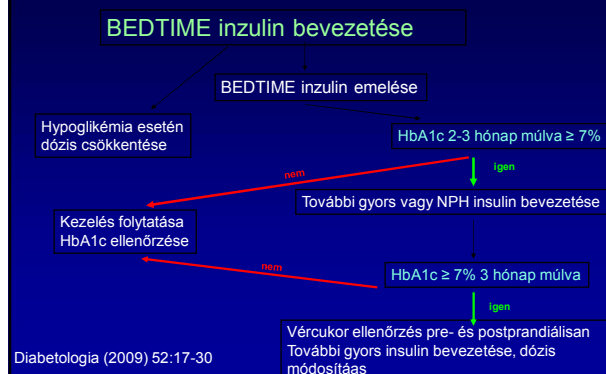 BEDTIME inzulin bevezetése
BEDTIME inzulin emelése
Hypoglikémia esetén
dózis csökkentése
HbA1c 2-3 hónap múlva ≥ 7%
nem
igen
További gyors vagy NPH insulin bevezetése
Kezelés folytatása
HbA1c ellenőrzése
nem
HbA1c ≥ 7% 3 hónap múlva
igen
Vércukor ellenőrzés pre- és postprandiálisan
További gyors insulin bevezetése, dózis
módosítáas
Diabetologia (2009) 52:17-30